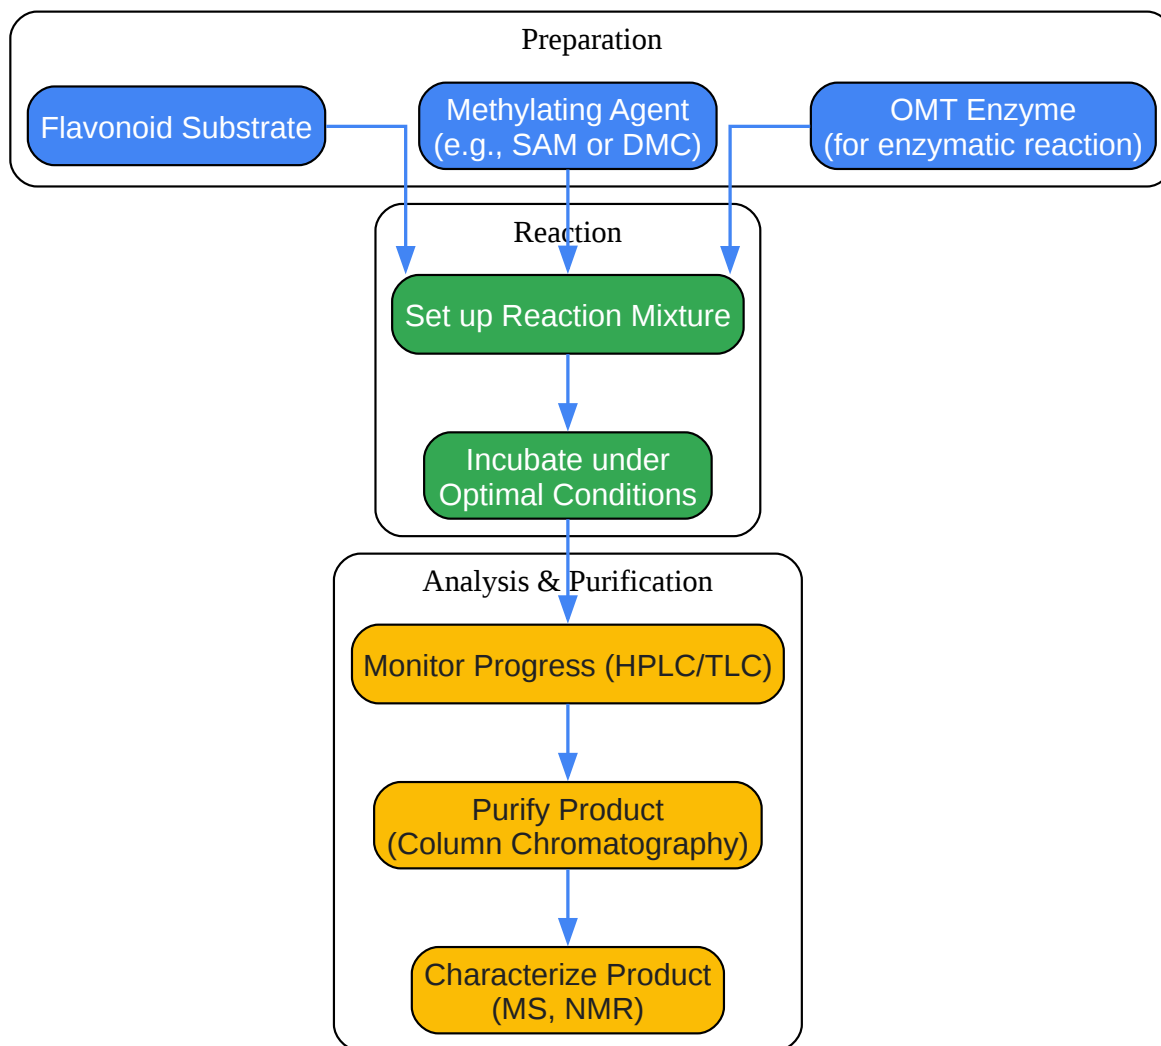 Preparation
Flavonoid Substrate
Methylating Agent
(e.g., SAM or DMC)
OMT Enzyme
(for enzymatic reaction)
Reaction
Set up Reaction Mixture
Incubate under
Optimal Conditions
Analysis & Purification
Monitor Progress (HPLC/TLC)
Purify Product
(Column Chromatography)
Characterize Product
(MS, NMR)